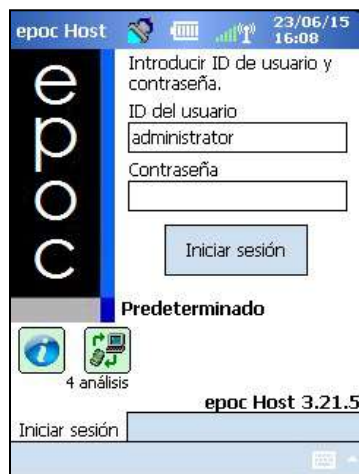 epoc Host
23/06/15
16:08
epoc
Introducir ID de usuario y
contraseña.
ID del usuario
administrator
Contraseña
Iniciar sesión
Predeterminado
4 análisis
epoc Host 3.21.5
Iniciar sesión